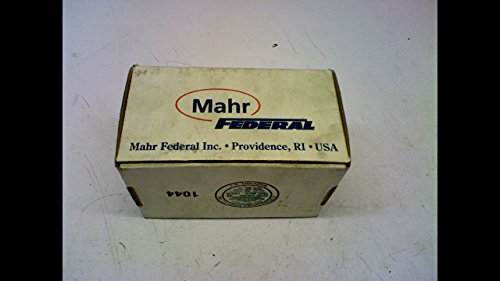 Mahr
FEDERAL
Mahr Federal Inc. • Providence, RI • USA
1044